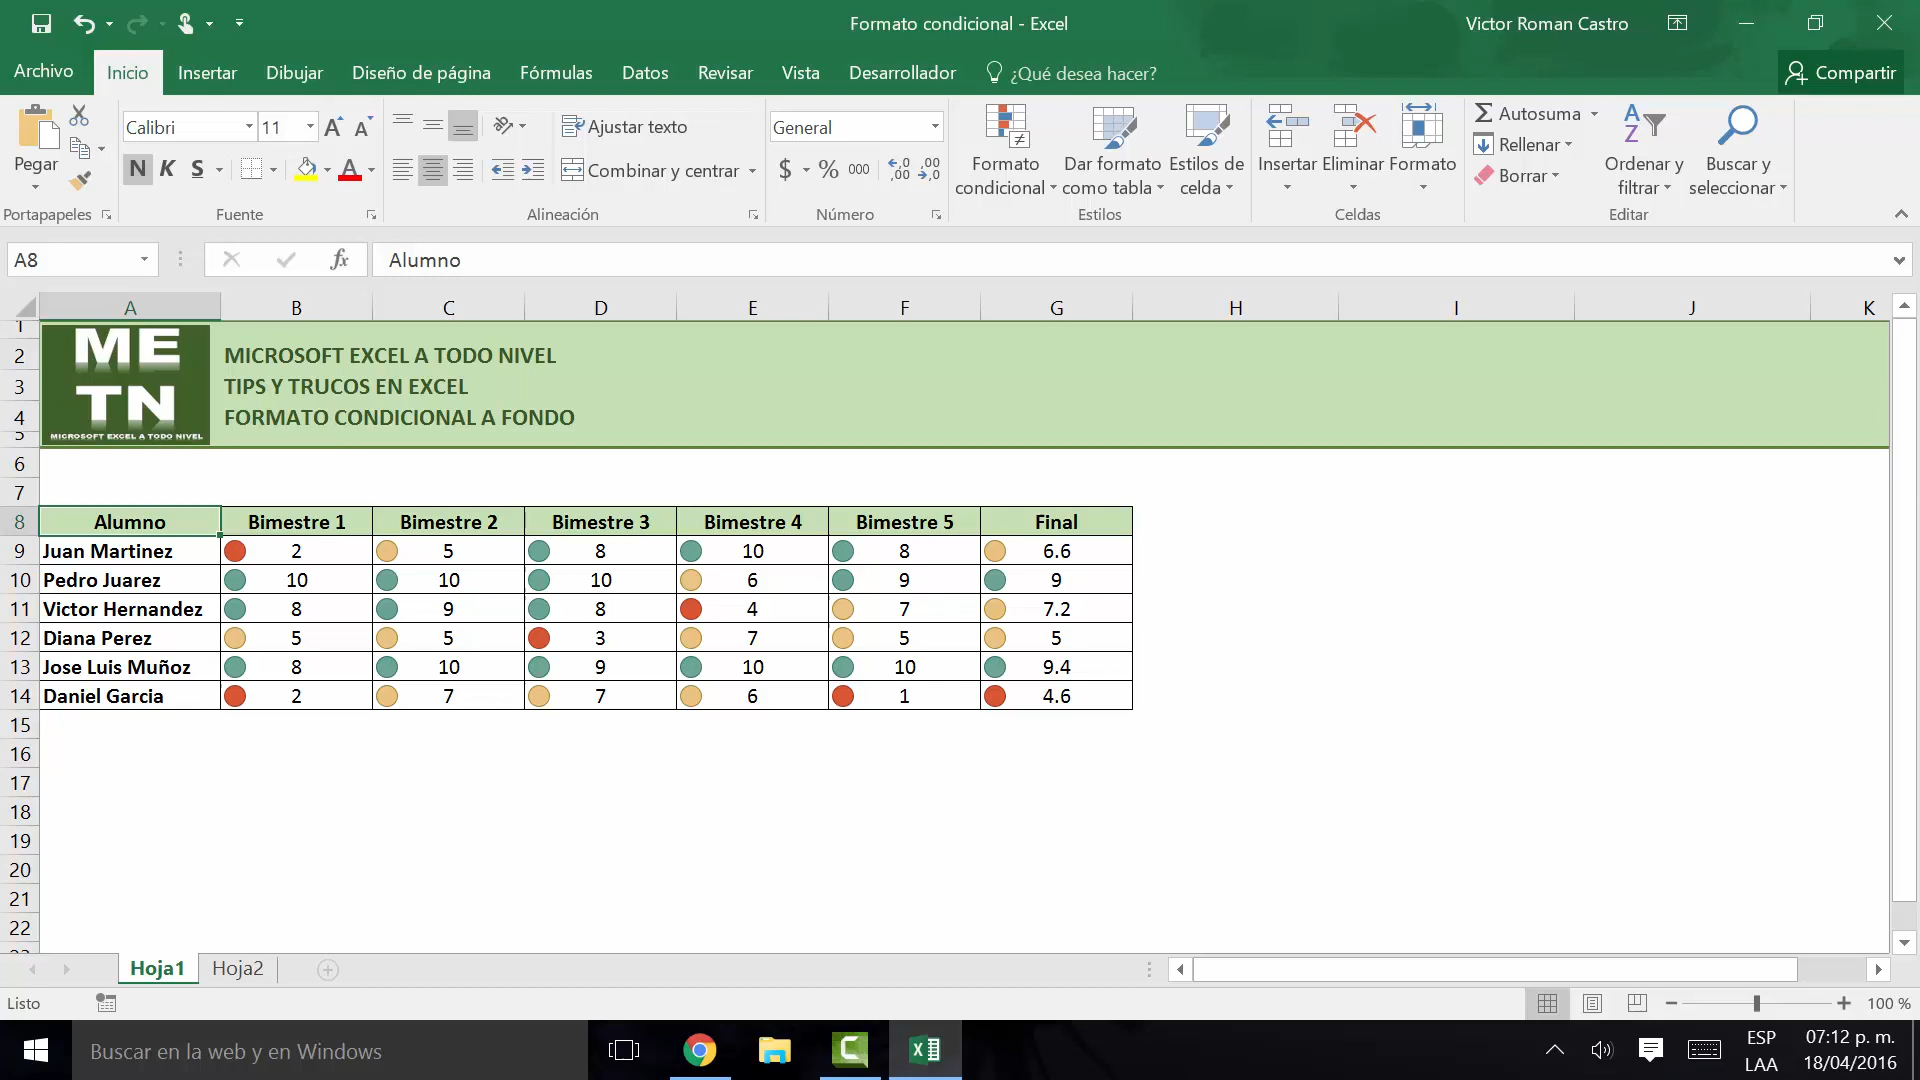 Formato condicional - Excel
Victor Roman Castro
Archivo Inicio Insertar Dibujar Diseño de página Fórmulas Datos Revisar Vista Desarrollador ¿Qué desea hacer? Compartir
Pegar
Portapapeles
Calibri 11
N K S
Fuente
Ajustar texto
Combinar y centrar
Alineación
General
$ % 000
Número
Formato condicional
Dar formato como tabla
Estilos de celda
Estilos
Insertar Eliminar Formato
Celdas
Autosuma
Rellenar
Borrar
Ordenar y filtrar
Buscar y seleccionar
Editar
A8 fx Alumno
A B C D E F G H I J K
ME
TN
MICROSOFT EXCEL A TODO NIVEL
1
2 MICROSOFT EXCEL A TODO NIVEL
3 TIPS Y TRUCOS EN EXCEL
4 FORMATO CONDICIONAL A FONDO
5
6
7
8 Alumno Bimestre 1 Bimestre 2 Bimestre 3 Bimestre 4 Bimestre 5 Final
9 Juan Martinez 2 5 8 10 8 6.6
10 Pedro Juarez 10 10 10 6 9 9
11 Victor Hernandez 8 9 8 4 7 7.2
12 Diana Perez 5 5 3 7 5 5
13 Jose Luis Muñoz 8 10 9 10 10 9.4
14 Daniel Garcia 2 7 7 6 1 4.6
15
16
17
18
19
20
21
22
Hoja1 Hoja2
Listo
100 %
Buscar en la web y en Windows
ESP
LAA
07:12 p. m.
18/04/2016